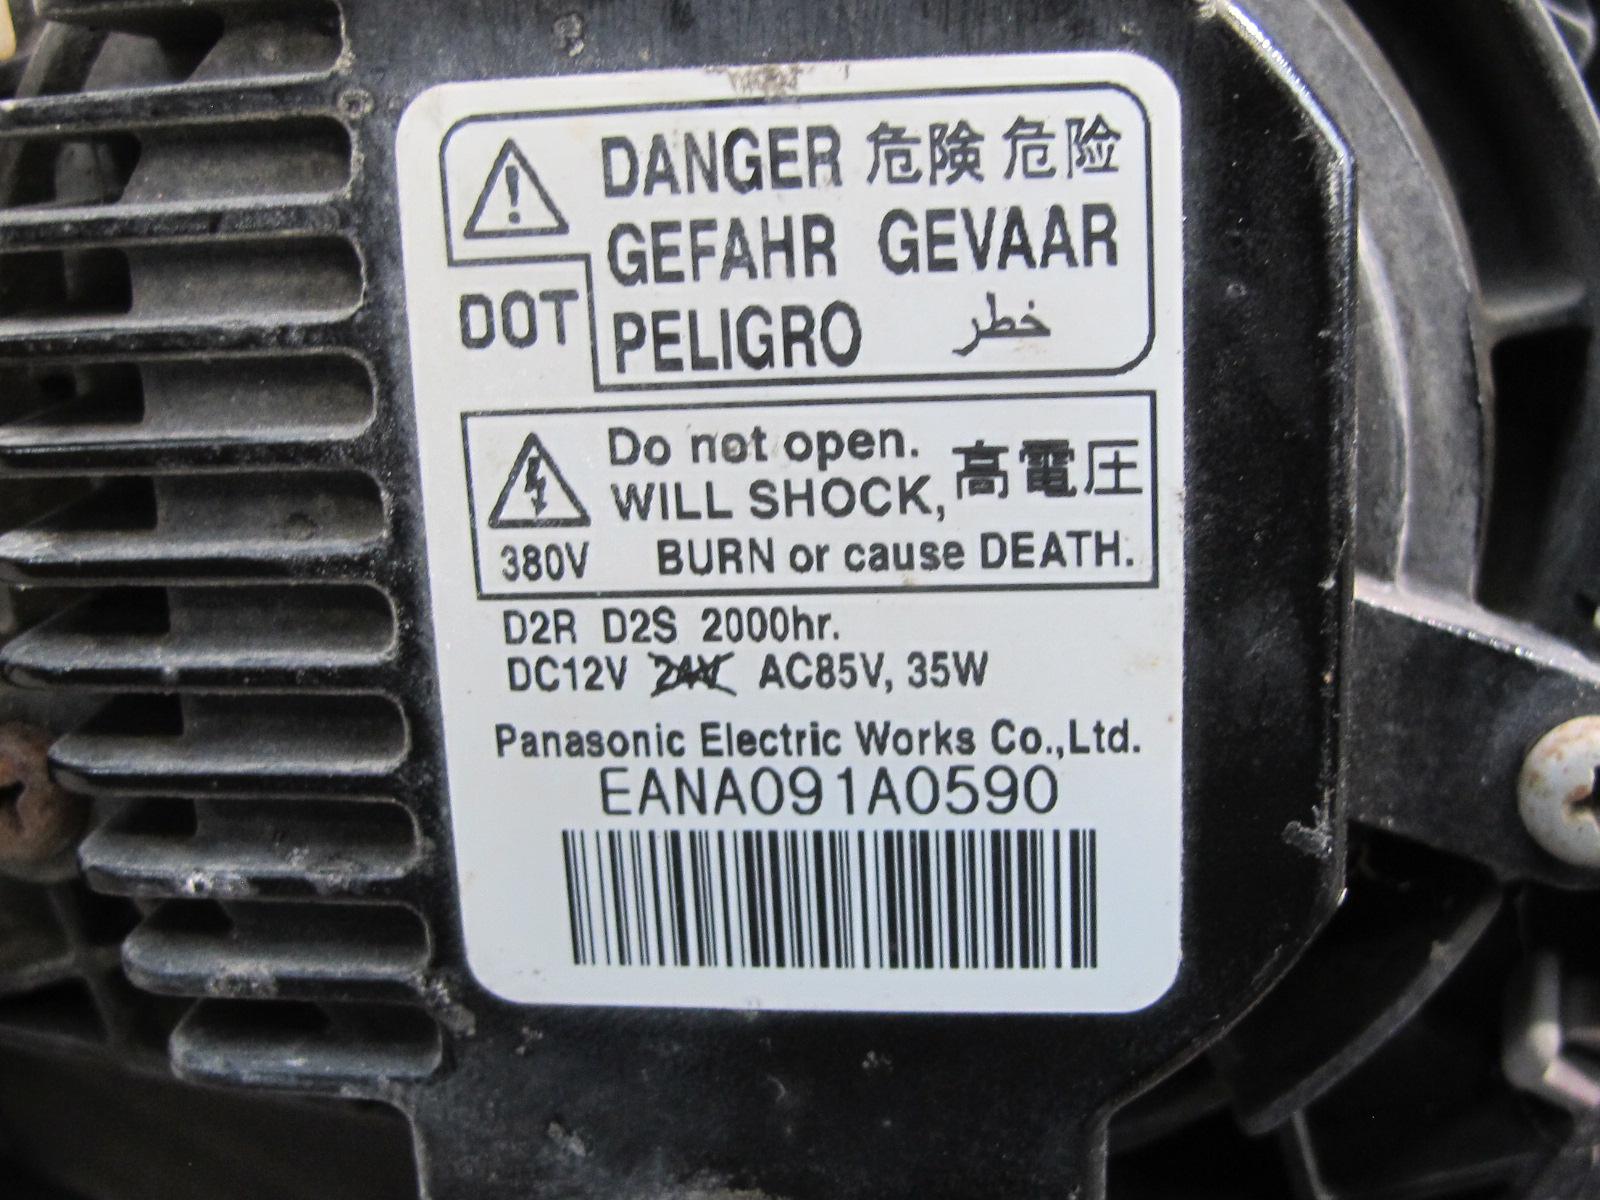 DANGER 危険 危险
GEFAHR GEVAAR
DOT PELIGRO خطر
Do not open.
WILL SHOCK, 高電圧
380V BURN or cause DEATH.
D2R D2S 2000hr.
DC12V 24V AC85V, 35W
Panasonic Electric Works Co.,Ltd.
EANA091A0590